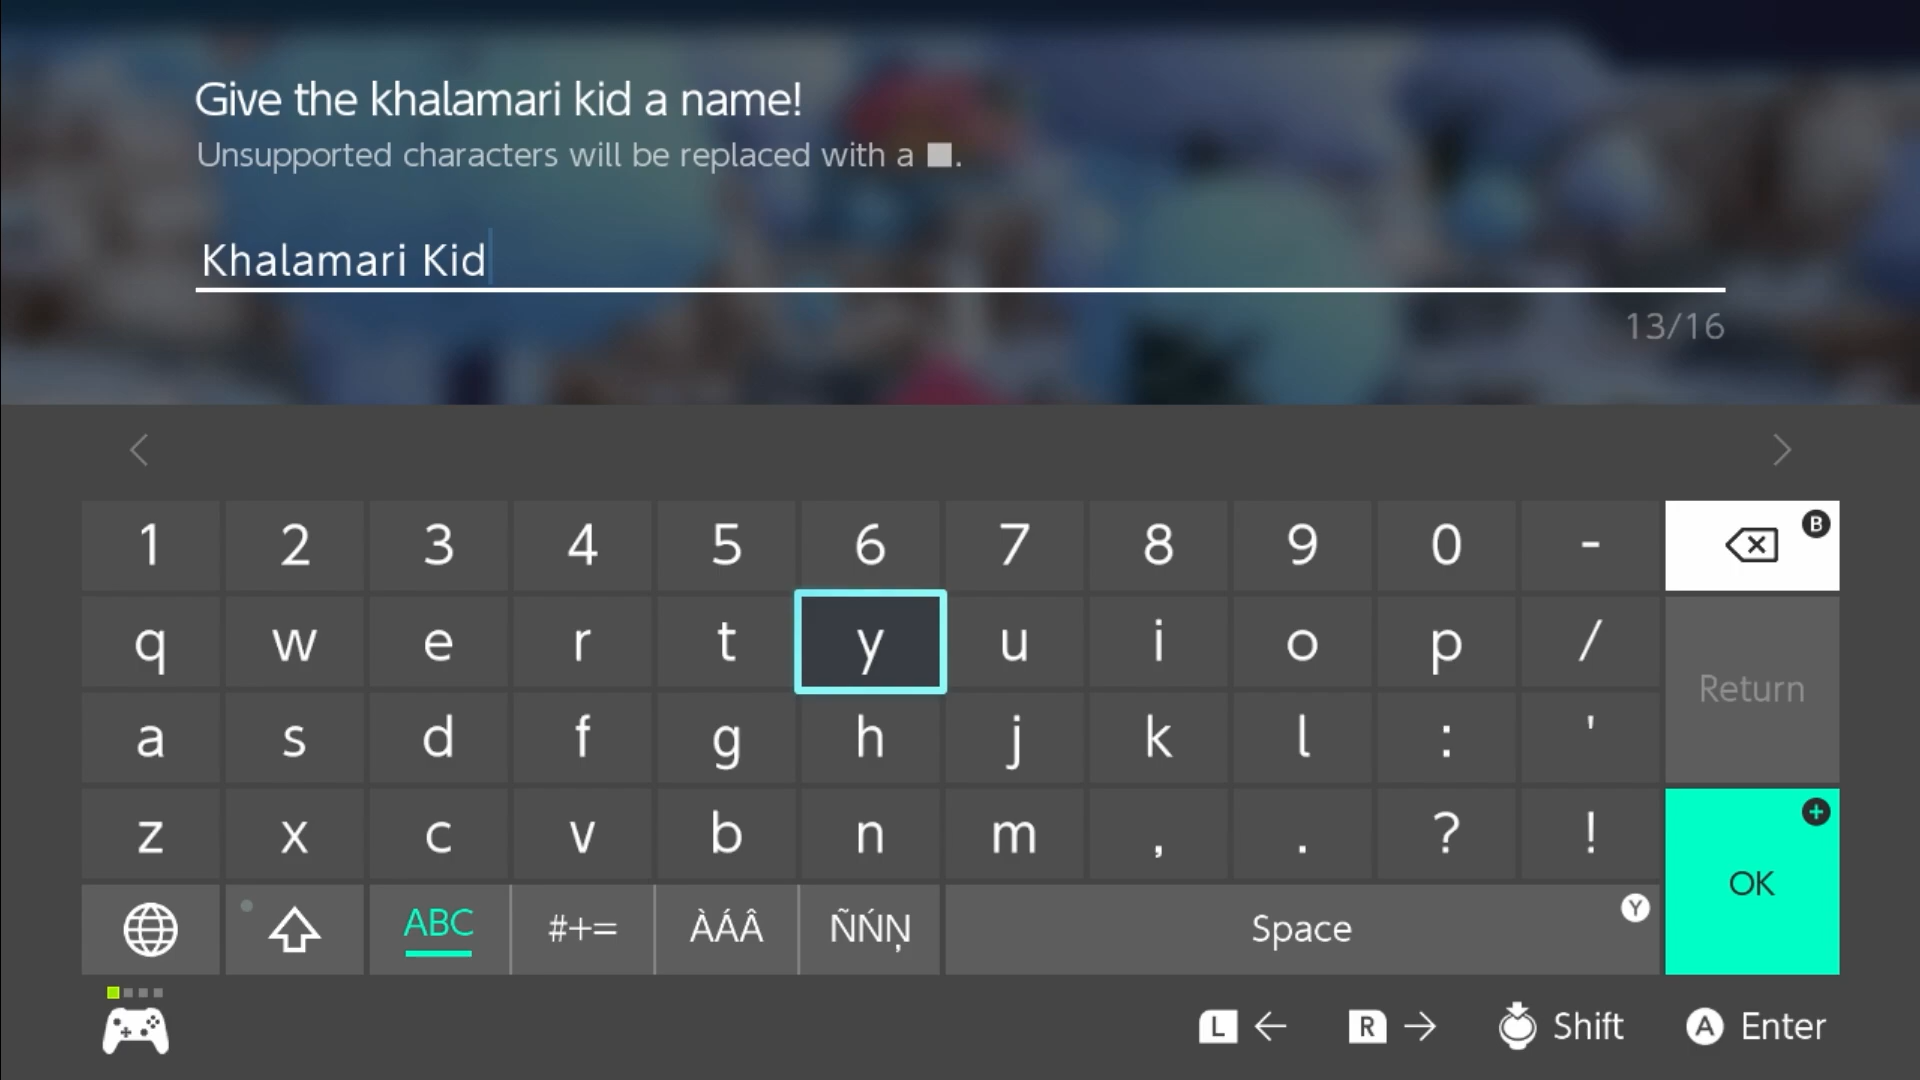 Give the khalamari kid a name!
Unsupported characters will be replaced with a ■.
Khalamari Kid
13/16
1 2 3 4 5 6 7 8 9 0 - B
q w e r t y u i o p / Return
a s d f g h j k l : '
z x c v b n m , . ? ! + OK
ABC #+= ÀÁÂ ÑŃŅ Space Y
L ← R → Shift A Enter